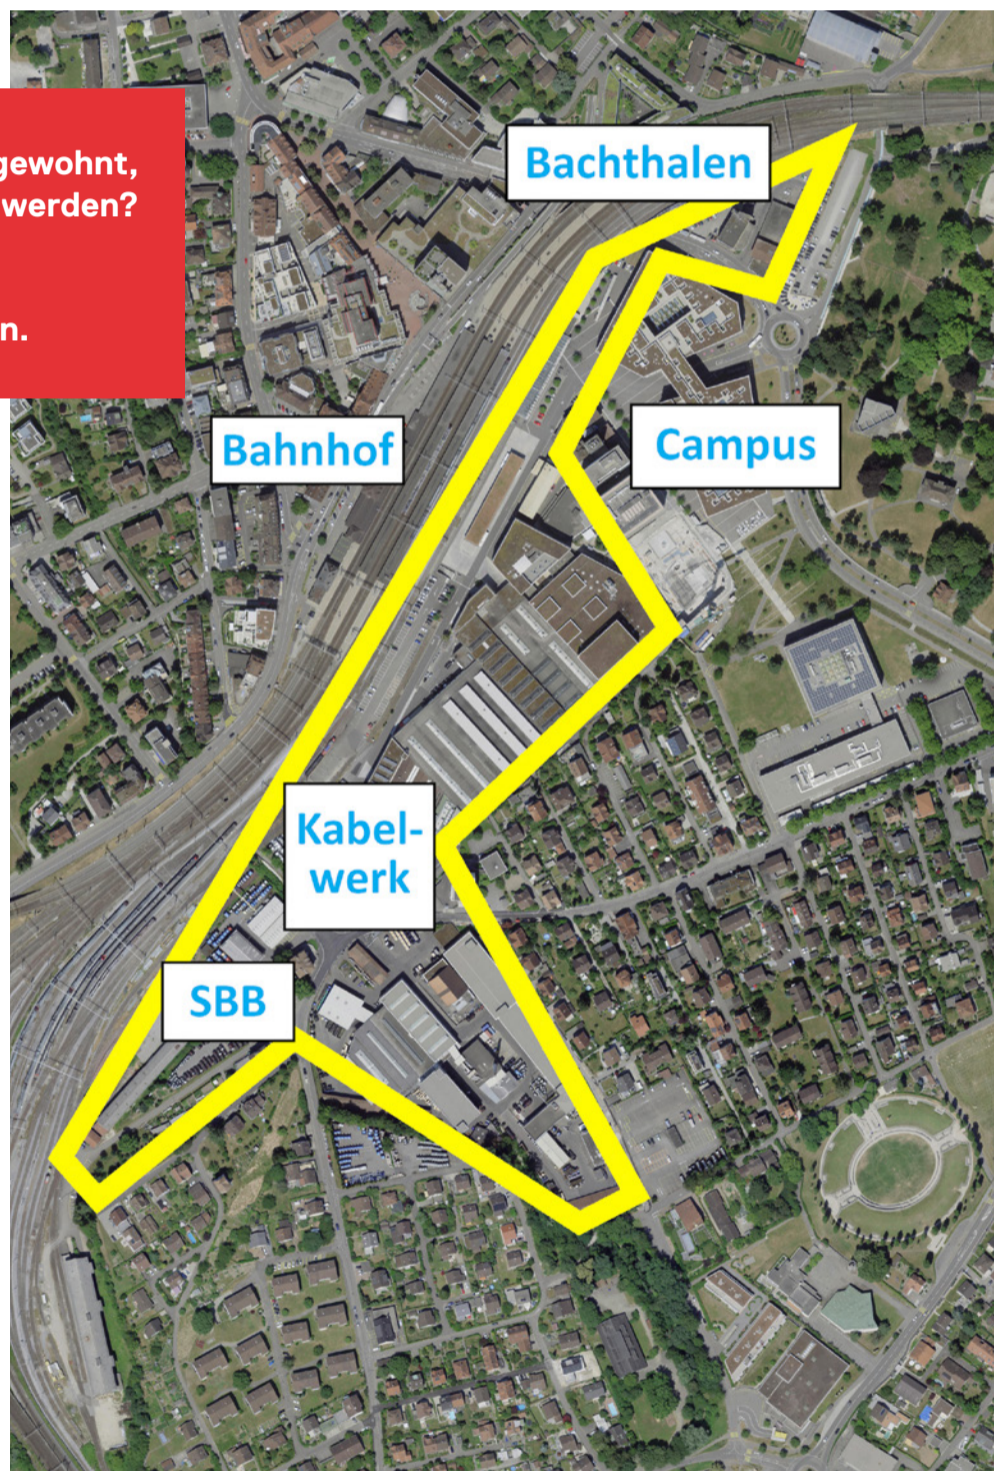 gewohnt,
werden?
n.
Bachthalen
Bahnhof
Campus
Kabel-
werk
SBB